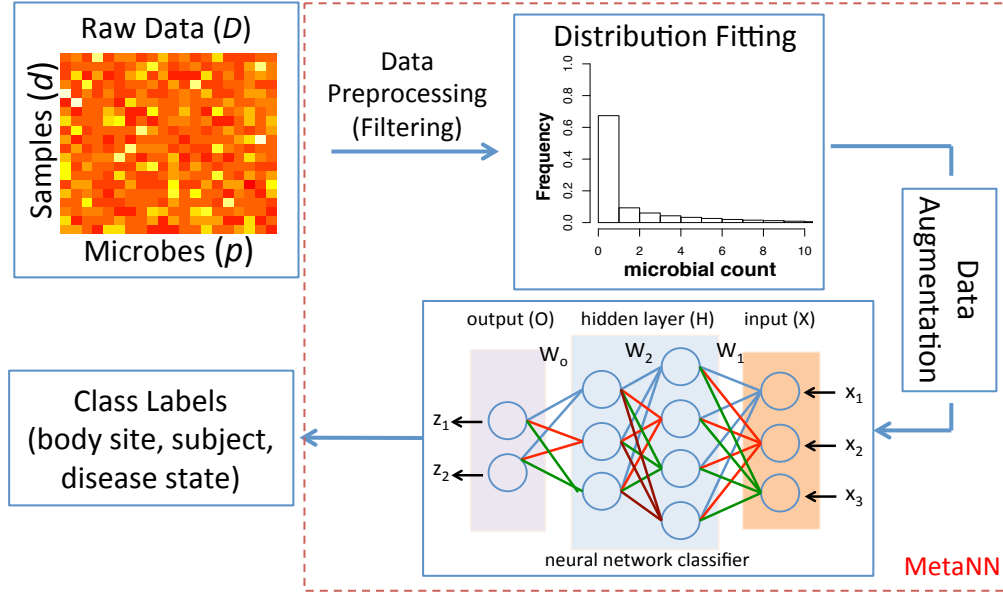 Raw Data (D)
Samples (d)
Microbes (p)
Data
Preprocessing
(Filtering)
Distribution Fitting
Frequency
1.0
0.8
0.6
0.4
0.2
0.0
0 2 4 6 8 10
microbial count
Data
Augmentation
output (O) hidden layer (H) input (X)
Wo W2 W1
z1
z2
x1
x2
x3
neural network classifier
Class Labels
(body site, subject,
disease state)
MetaNN